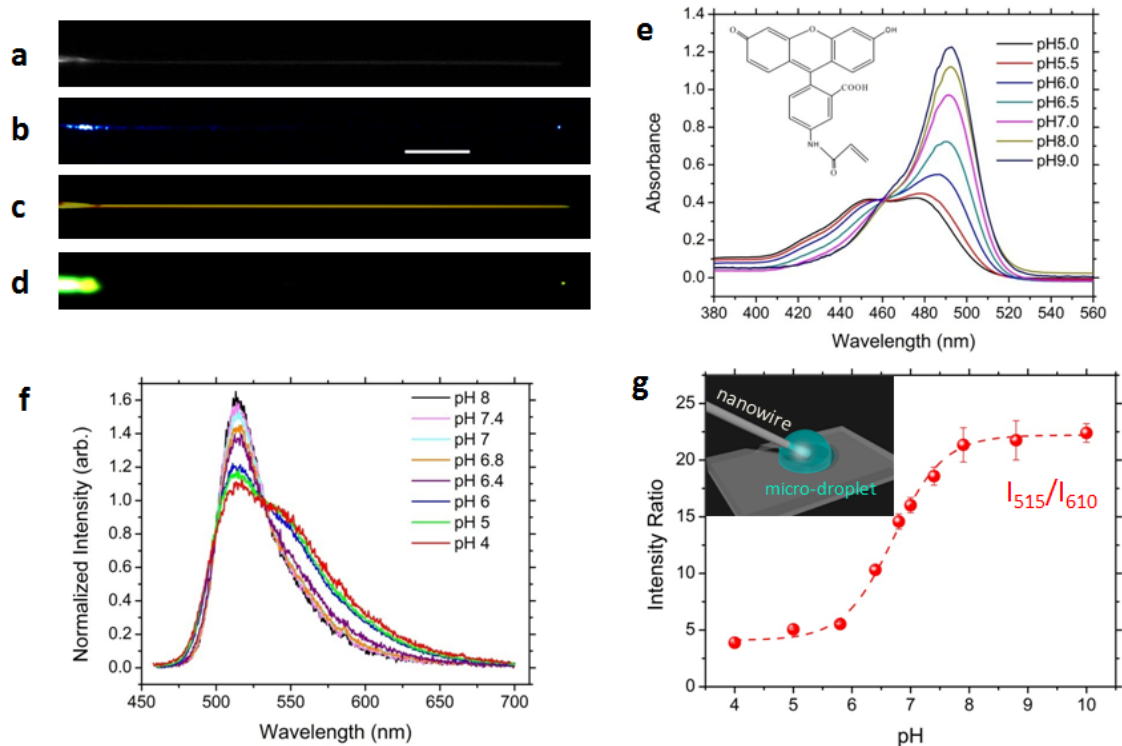 a
b
c
d
e
O
O
OH
COOH
NH
O
pH5.0
pH5.5
pH6.0
pH6.5
pH7.0
pH8.0
pH9.0
Absorbance
1.4
1.2
1.0
0.8
0.6
0.4
0.2
0.0
380 400 420 440 460 480 500 520 540 560
Wavelength (nm)
f
pH 8
pH 7.4
pH 7
pH 6.8
pH 6.4
pH 6
pH 5
pH 4
Normalized Intensity (arb.)
1.6
1.4
1.2
1.0
0.8
0.6
0.4
0.2
0.0
450 500 550 600 650 700
Wavelength (nm)
g
nanowire
micro-droplet
I515/I610
Intensity Ratio
25
20
15
10
5
0
4 5 6 7 8 9 10
pH